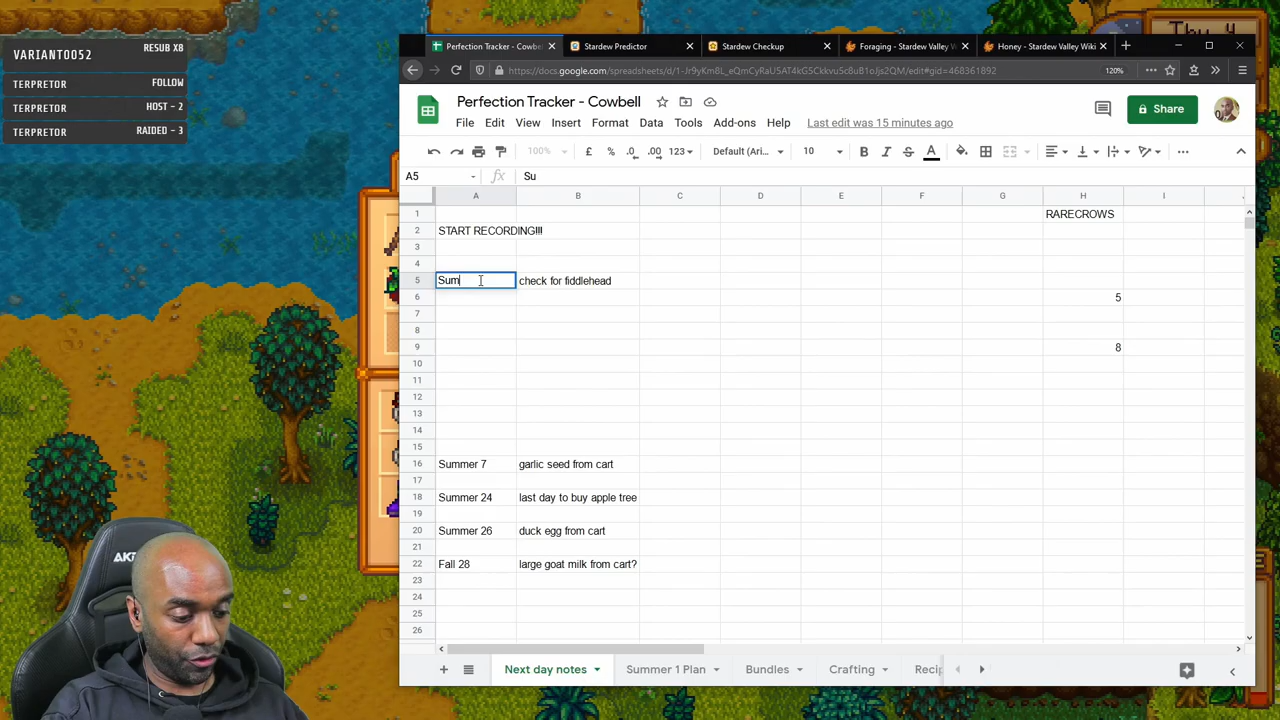 VARIANT0052 RESUB X8
TERPRETOR FOLLOW
TERPRETOR HOST - 2
TERPRETOR RAIDED - 3
Perfection Tracker - Cowb
Stardew Predictor
Stardew Checkup
Foraging - Stardew Valley W
Honey - Stardew Valley Wiki
https://docs.google.com/spreadsheets/d/1-Jr9yKm8L_eQmCyRaU5AT4kGSCkkvu5c8uB1oJjs2QM/edit#gid=468361892
120%
Perfection Tracker - Cowbell
Share
File Edit View Insert Format Data Tools Add-ons Help Last edit was 15 minutes ago
100% £ % .0 .00 123 Default (Ari... 10 B I S A
A5 fx Su
A B C D E F G H I
1 RARECROWS
2 START RECORDING!!!
3
4
5 Sum check for fiddlehead
6 5
7
8
9 8
10
11
12
13
14
15
16 Summer 7 garlic seed from cart
17
18 Summer 24 last day to buy apple tree
19
20 Summer 26 duck egg from cart
21
22 Fall 28 large goat milk from cart?
23
24
25
26
Next day notes Summer 1 Plan Bundles Crafting Recip